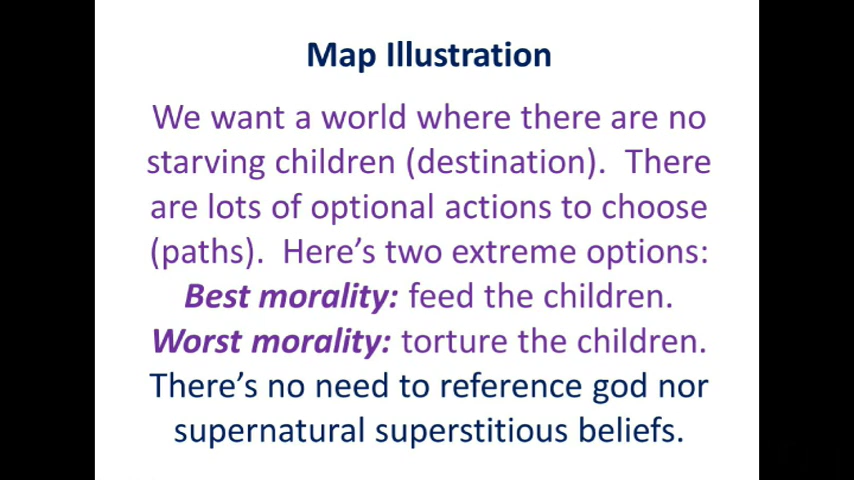 Map Illustration
We want a world where there are no
starving children (destination).  There
are lots of optional actions to choose
(paths).  Here’s two extreme options:
Best morality: feed the children.
Worst morality: torture the children.
There’s no need to reference god nor
supernatural superstitious beliefs.